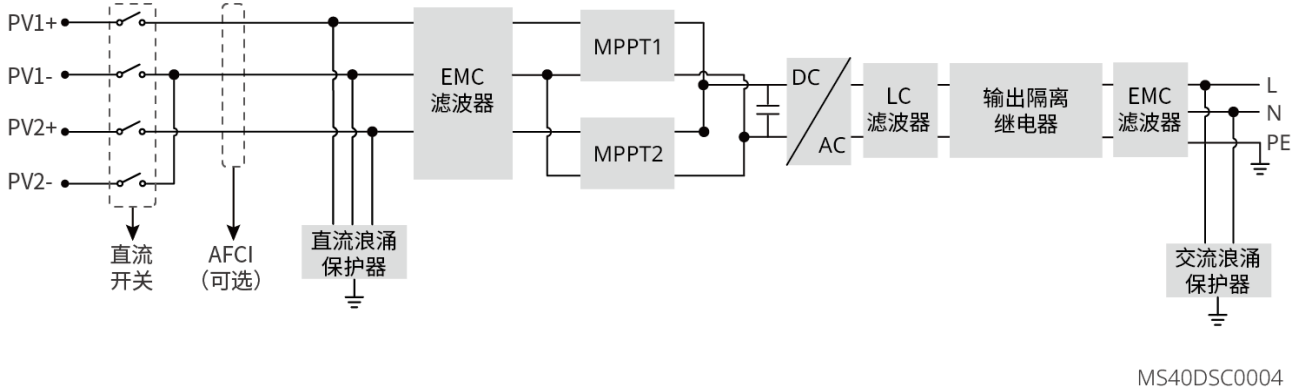 PV1+
PV1-
PV2+
PV2-
直流
开关
AFCI
（可选）
直流浪涌
保护器
EMC
滤波器
MPPT1
MPPT2
DC
AC
LC
滤波器
输出隔离
继电器
EMC
滤波器
L
N
PE
交流浪涌
保护器
MS40DSC0004